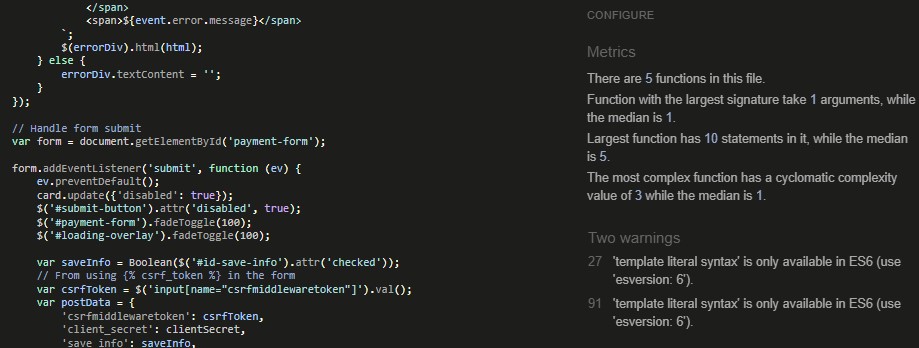 </span>
<span>${event.error.message}</span>
`;
$(errorDiv).html(html);
} else {
errorDiv.textContent = '';
}
});
// Handle form submit
var form = document.getElementById('payment-form');
form.addEventListener('submit', function (ev) {
ev.preventDefault();
card.update({'disabled': true});
$('#submit-button').attr('disabled', true);
$('#payment-form').fadeToggle(100);
$('#loading-overlay').fadeToggle(100);
var saveInfo = Boolean($('#id-save-info').attr('checked'));
// From using {% csrf_token %} in the form
var csrfToken = $('input[name="csrfmiddlewaretoken"]').val();
var postData = {
'csrfmiddlewaretoken': csrfToken,
'client_secret': clientSecret,
'save_info': saveInfo,
CONFIGURE
Metrics
There are 5 functions in this file.
Function with the largest signature take 1 arguments, while
the median is 1.
Largest function has 10 statements in it, while the median
is 5.
The most complex function has a cyclomatic complexity
value of 3 while the median is 1.
Two warnings
27 'template literal syntax' is only available in ES6 (use
'esversion: 6').
91 'template literal syntax' is only available in ES6 (use
'esversion: 6').